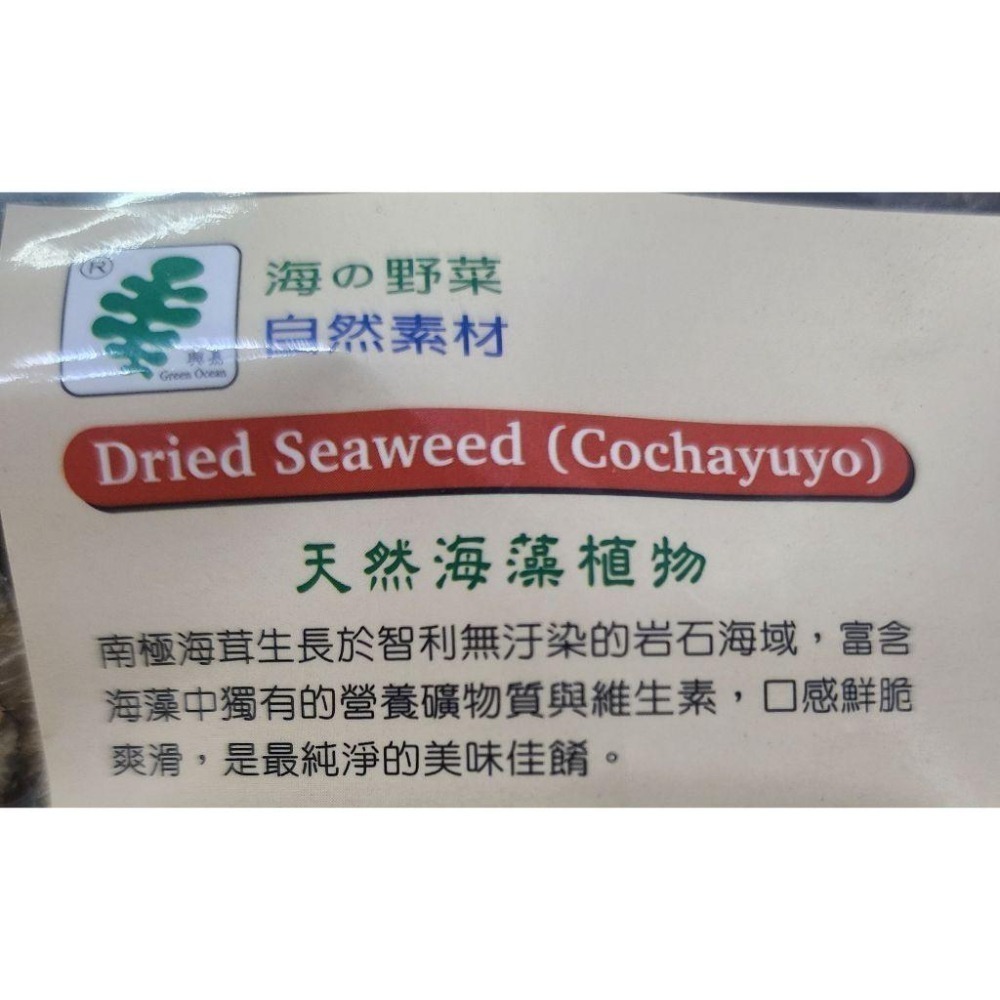 ®
海の野菜
自然素材
Green Ocean
Dried Seaweed (Cochayuyo)
天然海藻植物
南極海茸生長於智利無汙染的岩石海域，富含
海藻中獨有的營養礦物質與維生素，口感鮮脆
爽滑，是最純淨的美味佳餚。